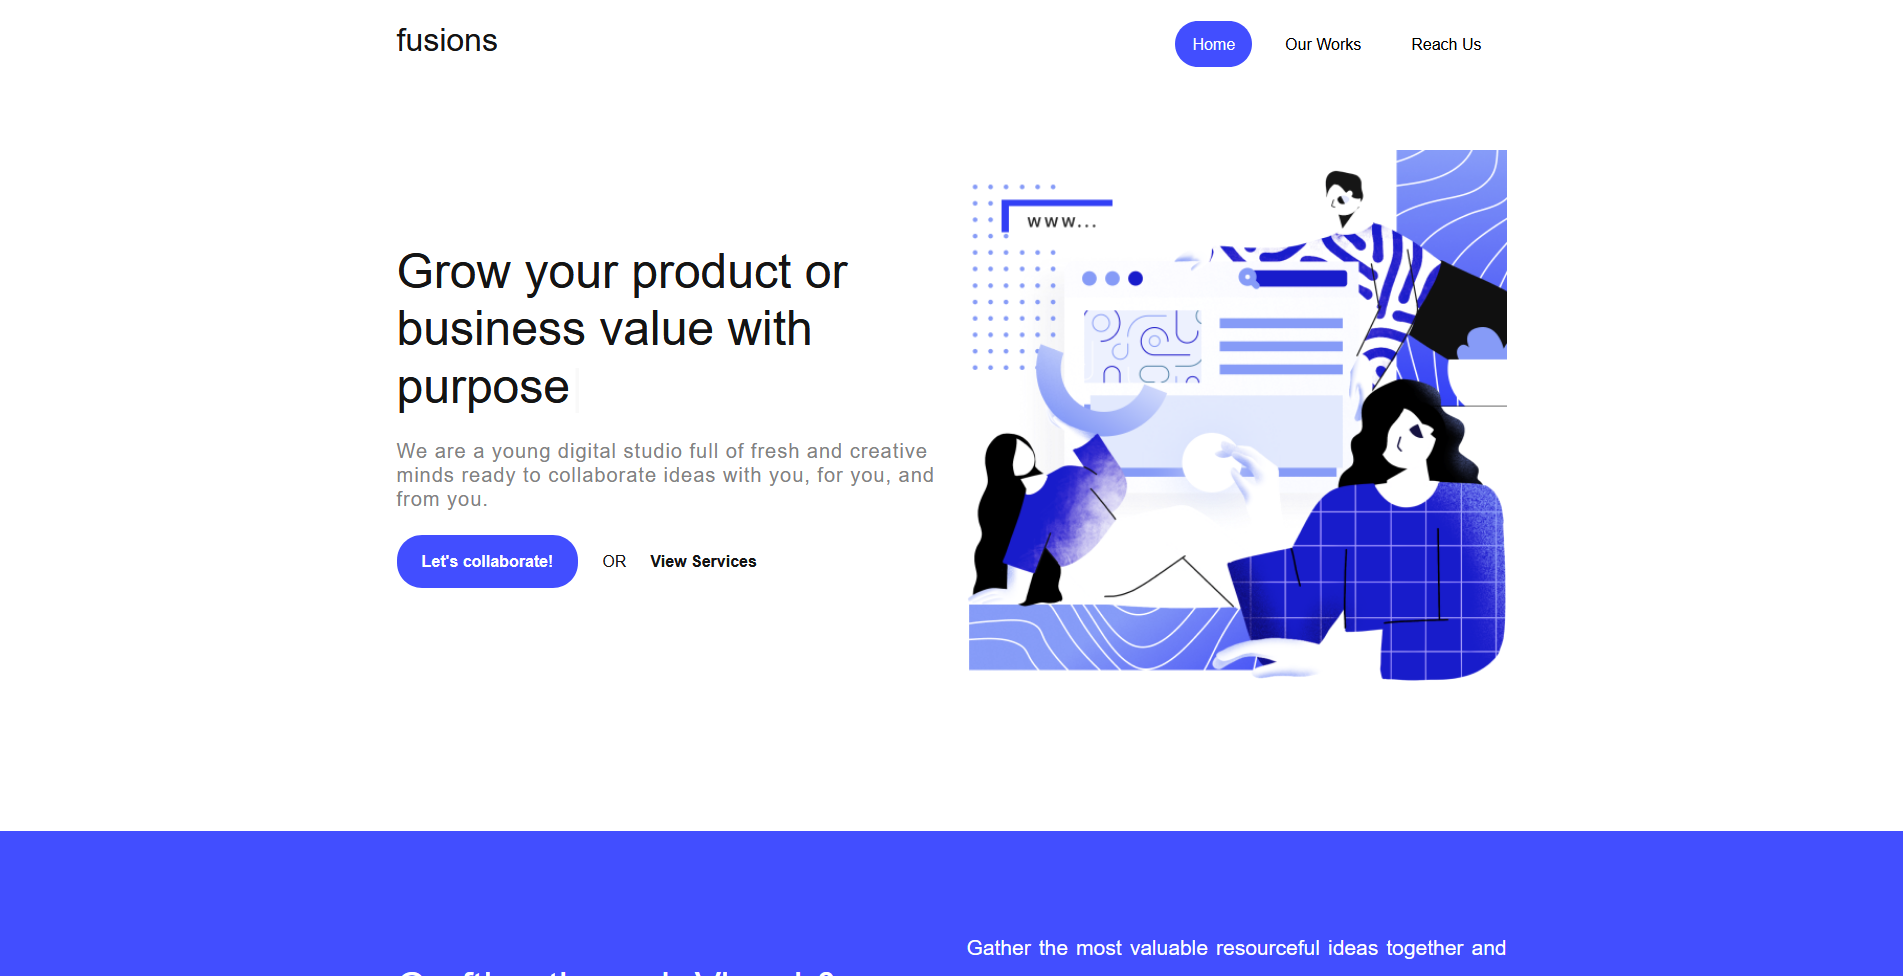 fusions
Home
Our Works
Reach Us
www...
Grow your product or
business value with
purpose
We are a young digital studio full of fresh and creative
minds ready to collaborate ideas with you, for you, and
from you.
Let's collaborate!
OR
View Services
Gather the most valuable resourceful ideas together and